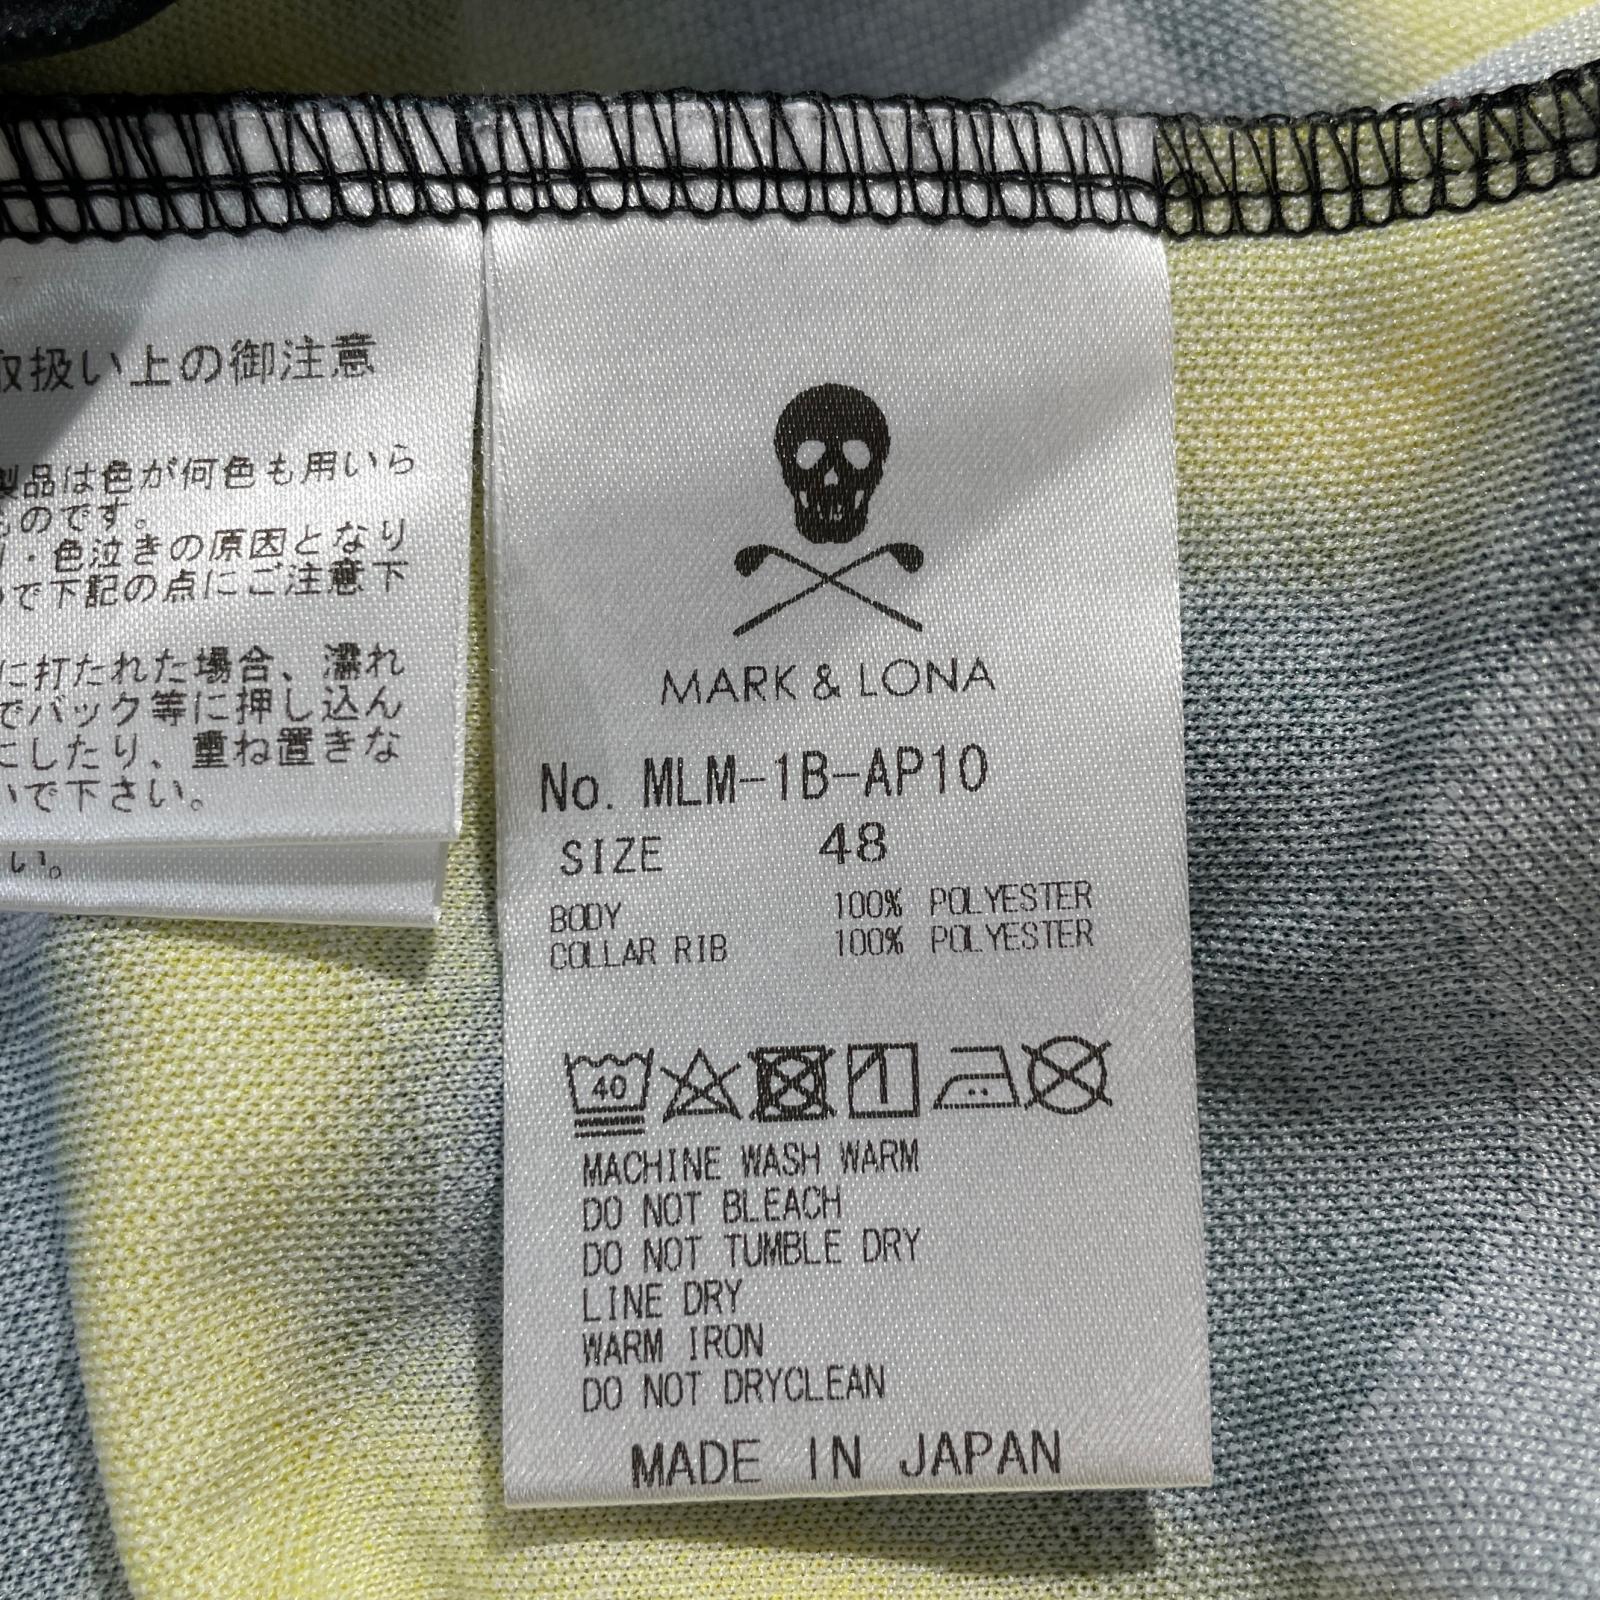 取扱い上の御注意
製品は色が何色も用いら
ものです。
・色泣きの原因となり
で下記の点にご注意下
に打たれた場合、濡れ
でバック等に押し込ん
にしたり、重ね置きな
いで下さい。
い。
MARK & LONA
No. MLM-1B-AP10
SIZE 48
BODY 100% POLYESTER
COLLAR RIB 100% POLYESTER
40
MACHINE WASH WARM
DO NOT BLEACH
DO NOT TUMBLE DRY
LINE DRY
WARM IRON
DO NOT DRYCLEAN
MADE IN JAPAN